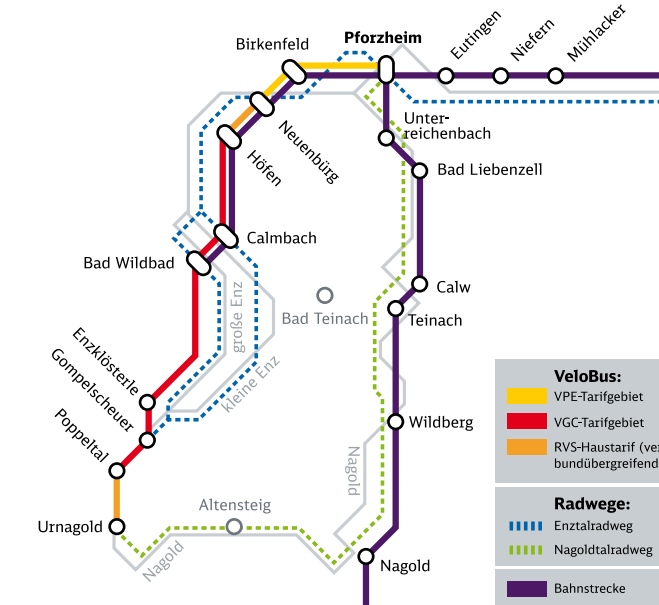 Pforzheim
Birkenfeld
Eutingen
Niefern
Mühlacker
Unter-
reichenbach
Neuenbürg
Höfen
Bad Liebenzell
Calmbach
Bad Wildbad
Calw
große Enz
Bad Teinach
Teinach
Enzklösterle
Gompelscheuer
kleine Enz
Poppeltal
Wildberg
Nagold
Altensteig
Urnagold
Nagold
Nagold
VeloBus:
VPE-Tarifgebiet
VGC-Tarifgebiet
RVS-Haustarif (ver
bundübergreifend
Radwege:
Enztalradweg
Nagoldtalradweg
Bahnstrecke